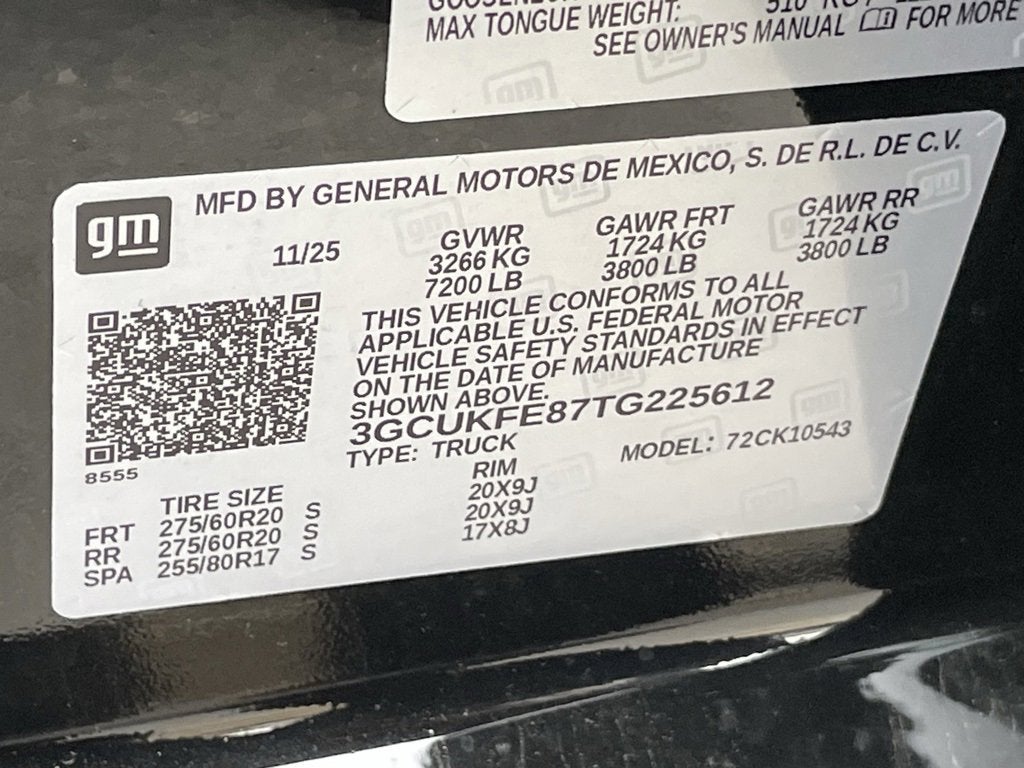 MAX TONGUE WEIGHT:
SEE OWNER'S MANUAL FOR MORE
gm
MFD BY GENERAL MOTORS DE MEXICO, S. DE R.L. DE C.V.
11/25
GVWR
3266 KG
7200 LB
GAWR FRT
1724 KG
3800 LB
GAWR RR
1724 KG
3800 LB
THIS VEHICLE CONFORMS TO ALL
APPLICABLE U.S. FEDERAL MOTOR
VEHICLE SAFETY STANDARDS IN EFFECT
ON THE DATE OF MANUFACTURE
SHOWN ABOVE.
3GCUKFE87TG225612
TYPE: TRUCK
MODEL: 72CK10543
8555
TIRE SIZE RIM
FRT 275/60R20 S 20X9J
RR 275/60R20 S 20X9J
SPA 255/80R17 S 17X8J